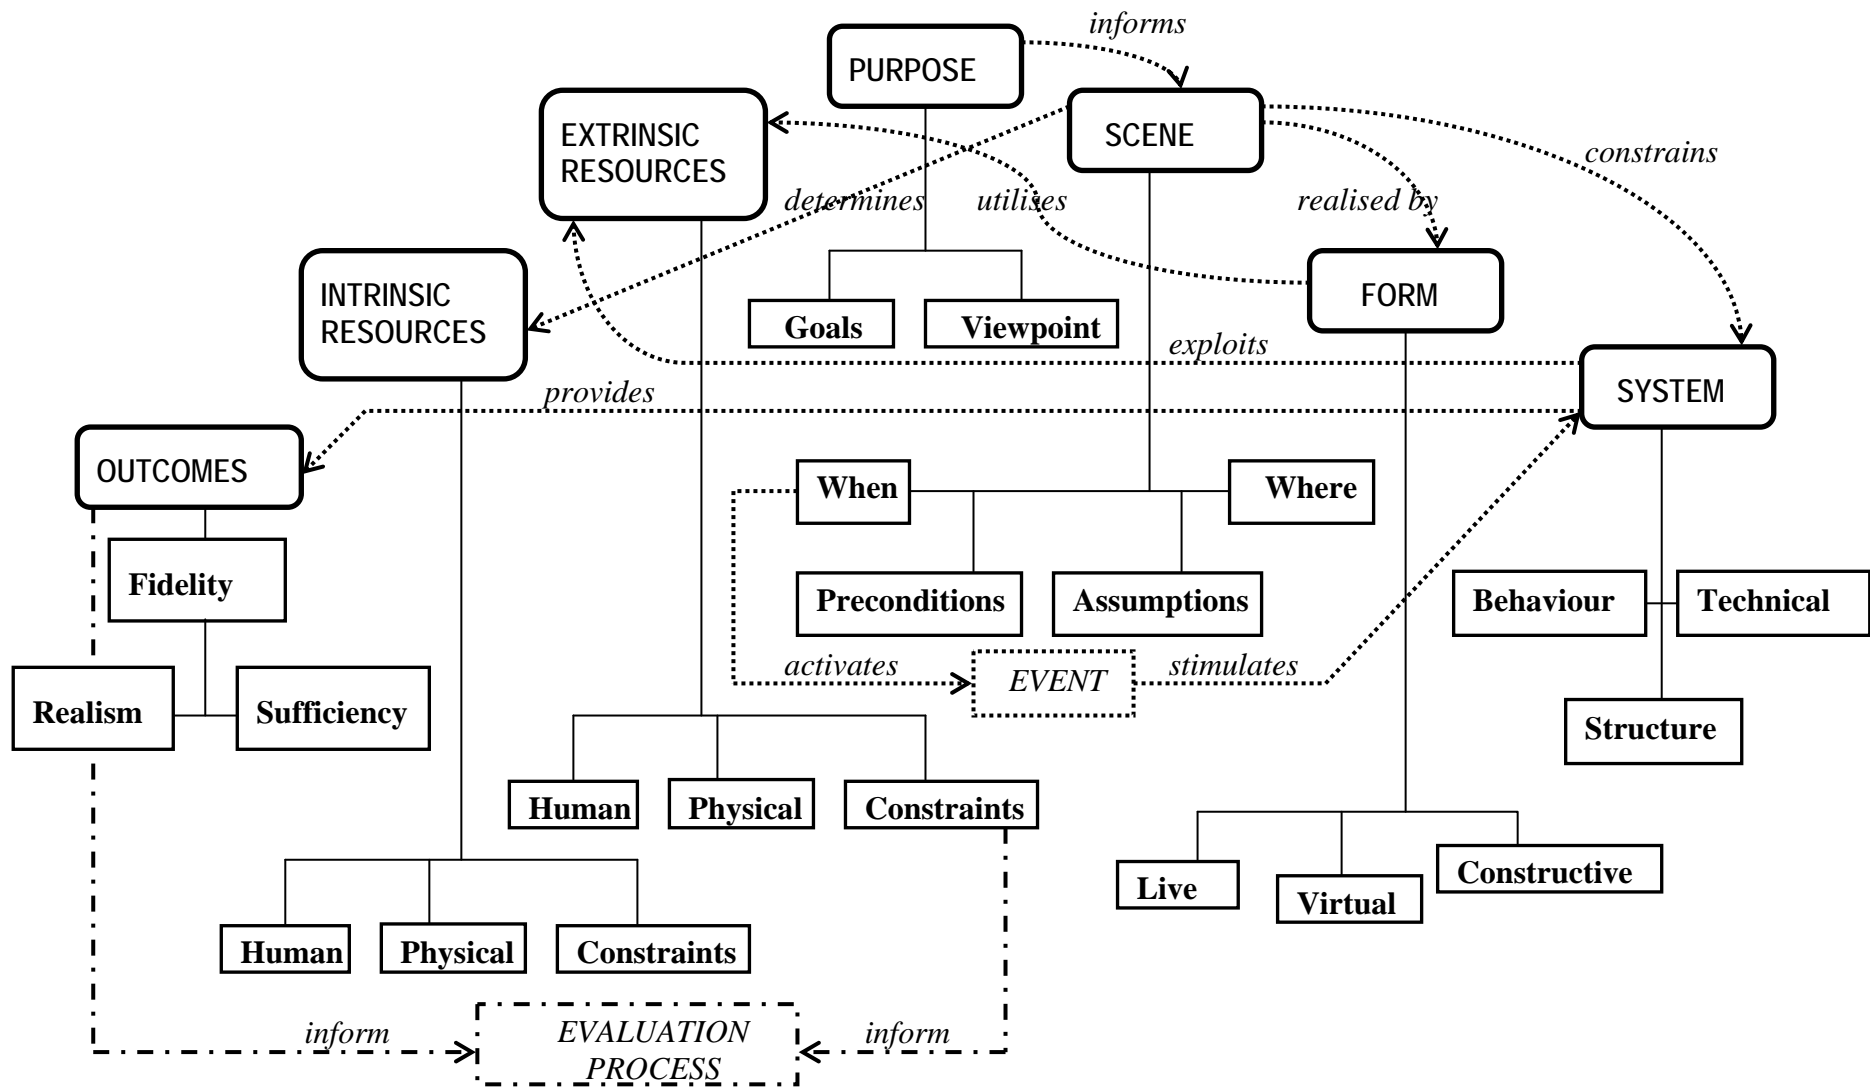 informs
PURPOSE
EXTRINSIC
RESOURCES
SCENE
constrains
determines
utilises
realised by
INTRINSIC
RESOURCES
FORM
Goals
Viewpoint
exploits
provides
SYSTEM
OUTCOMES
When
Where
Fidelity
Preconditions
Assumptions
Behaviour
Technical
activates
EVENT
stimulates
Realism
Sufficiency
Structure
Human
Physical
Constraints
Live
Virtual
Constructive
Human
Physical
Constraints
inform
EVALUATION
PROCESS
inform